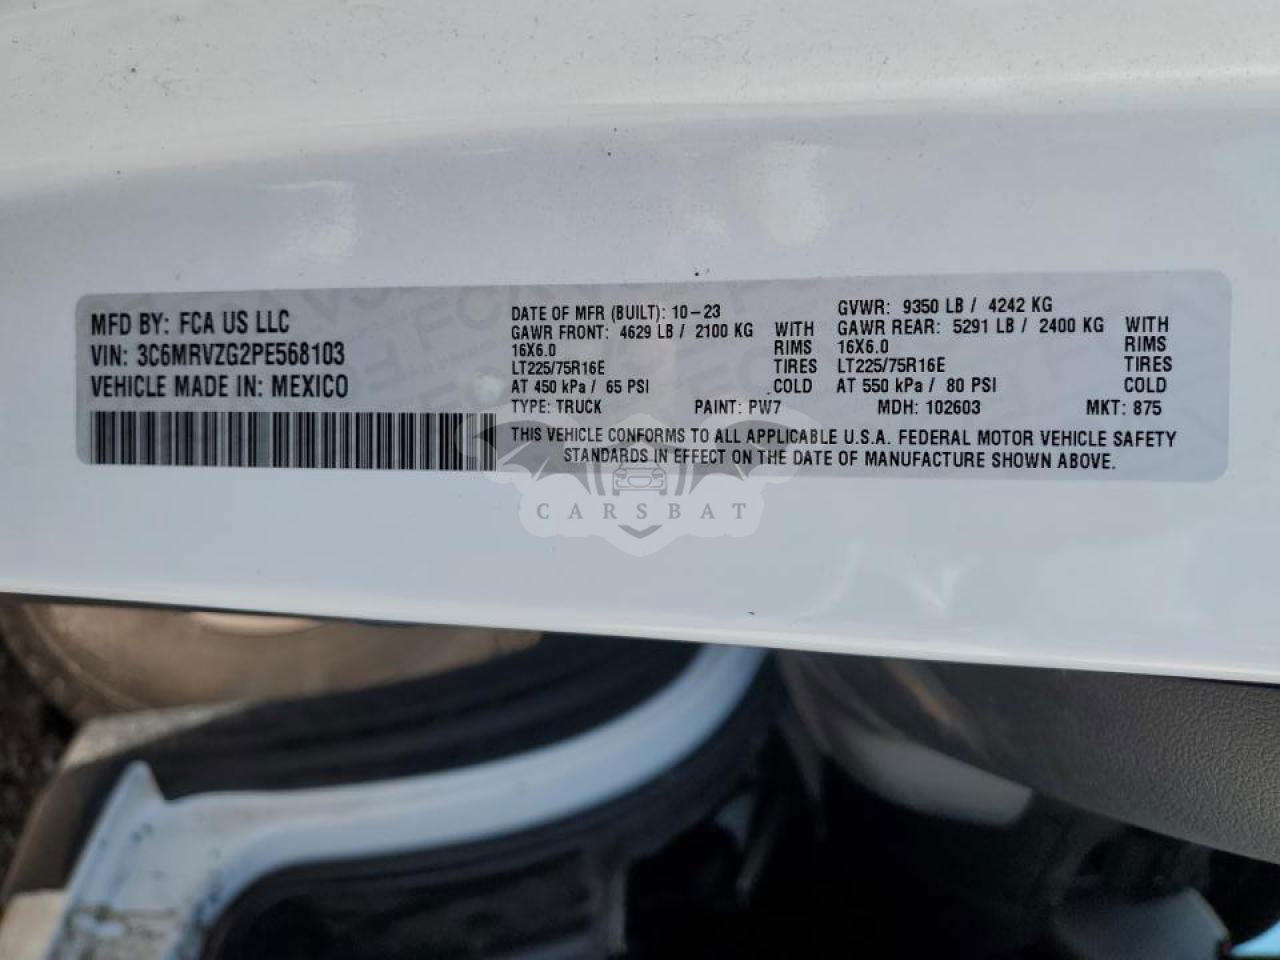 MFD BY: FCA US LLC
VIN: 3C6MRVZG2PE568103
VEHICLE MADE IN: MEXICO
DATE OF MFR (BUILT): 10-23
GAWR FRONT: 4629 LB / 2100 KG WITH
16X6.0 RIMS
LT225/75R16E TIRES
AT 450 kPa / 65 PSI COLD
GVWR: 9350 LB / 4242 KG
GAWR REAR: 5291 LB / 2400 KG WITH
16X6.0 RIMS
LT225/75R16E TIRES
AT 550 kPa / 80 PSI COLD
TYPE: TRUCK PAINT: PW7 MDH: 102603 MKT: 875
THIS VEHICLE CONFORMS TO ALL APPLICABLE U.S.A. FEDERAL MOTOR VEHICLE SAFETY
STANDARDS IN EFFECT ON THE DATE OF MANUFACTURE SHOWN ABOVE.
CARSBAT